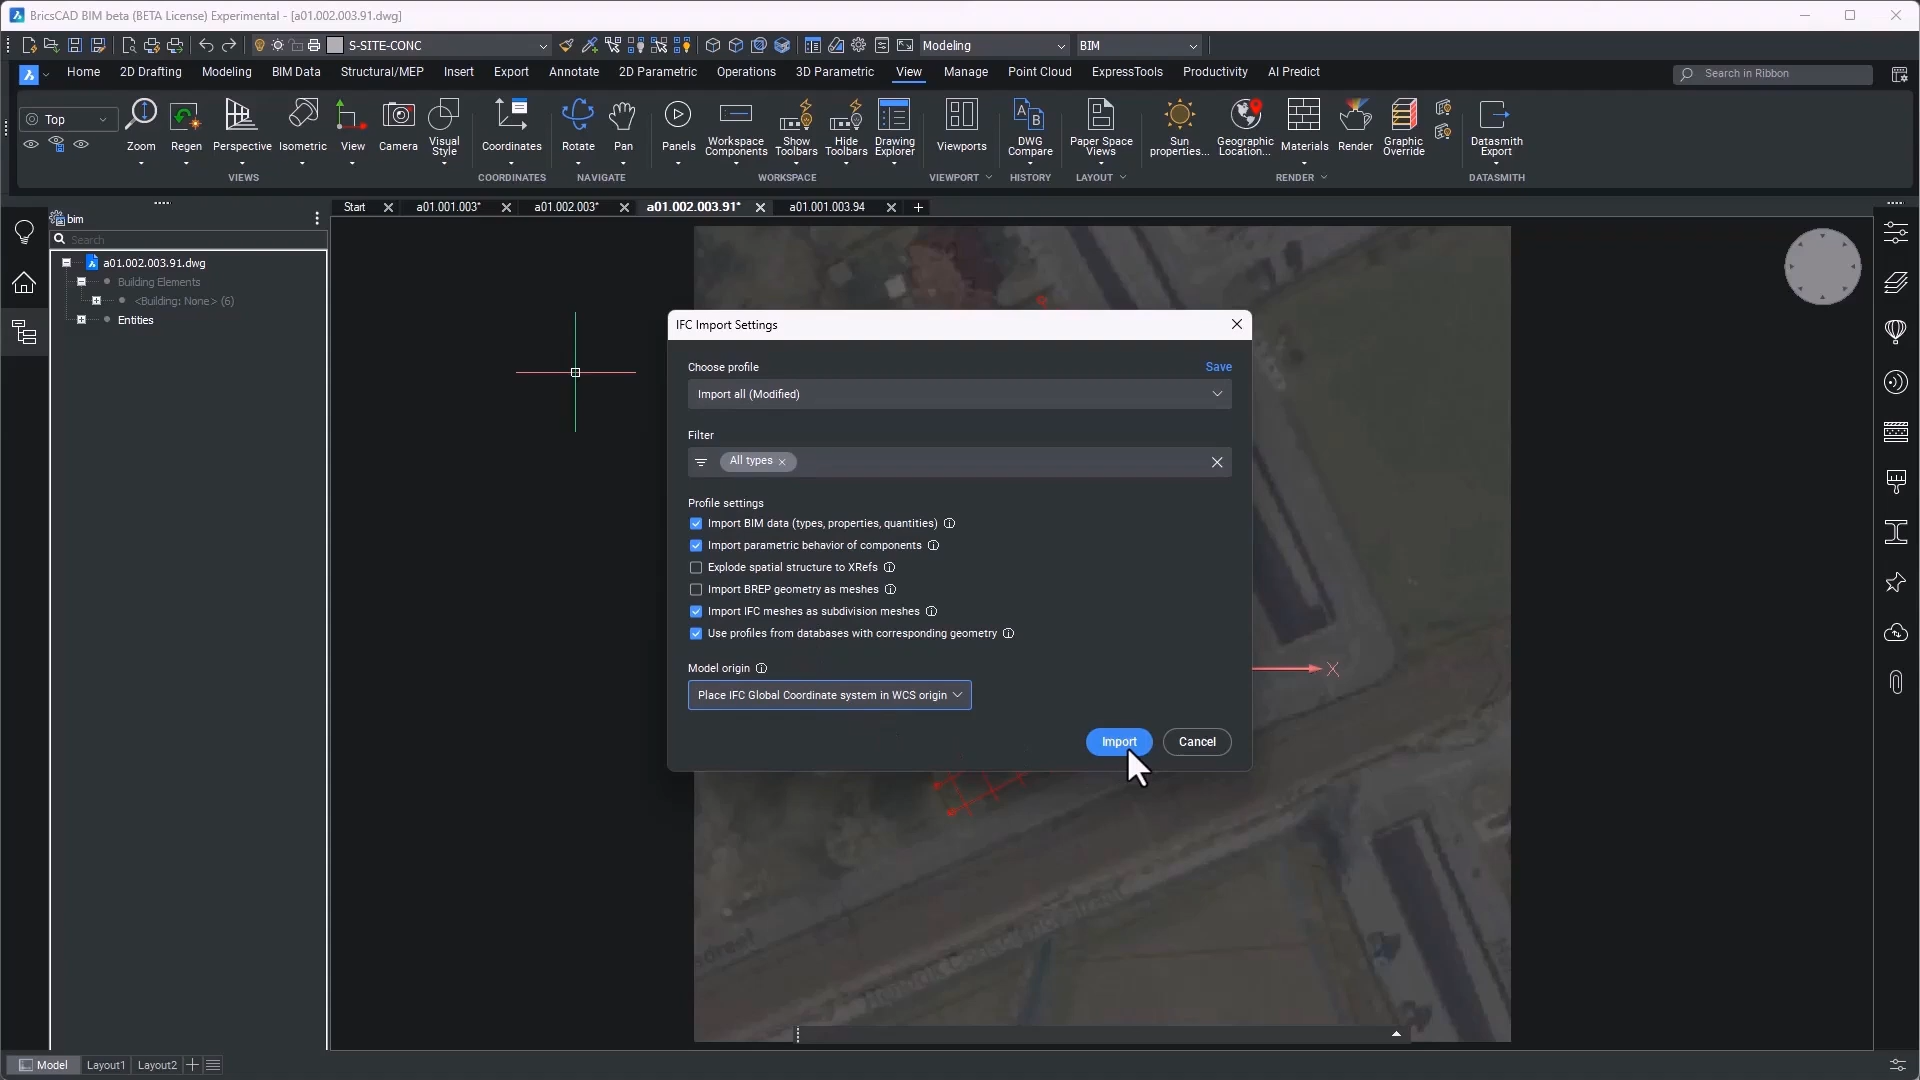 BricsCAD BIM beta (BETA License) Experimental - [a01.002.003.91.dwg]
S-SITE-CONC
Modeling
BIM
Home
2D Drafting
Modeling
BIM Data
Structural/MEP
Insert
Export
Annotate
2D Parametric
Operations
3D Parametric
View
Manage
Point Cloud
ExpressTools
Productivity
AI Predict
Search in Ribbon
Top
Zoom
Regen
Perspective
Isometric
View
Camera
Visual
Style
Coordinates
Rotate
Pan
Panels
Workspace
Components
Show
Toolbars
Hide
Toolbars
Drawing
Explorer
Viewports
DWG
Compare
Paper Space
Views
Sun
properties...
Geographic
Location...
Materials
Render
Graphic
Override
Datasmith
Export
VIEWS
COORDINATES
NAVIGATE
WORKSPACE
VIEWPORT
HISTORY
LAYOUT
RENDER
DATASMITH
Start
a01.001.003*
a01.002.003*
a01.002.003.91*
a01.001.003.94
bim
Search
a01.002.003.91.dwg
Building Elements
<Building: None> (6)
Entities
IFC Import Settings
Choose profile
Save
Import all (Modified)
Filter
All types
Profile settings
Import BIM data (types, properties, quantities)
Import parametric behavior of components
Explode spatial structure to XRefs
Import BREP geometry as meshes
Import IFC meshes as subdivision meshes
Use profiles from databases with corresponding geometry
Model origin
Place IFC Global Coordinate system in WCS origin
Import
Cancel
X
Model
Layout1
Layout2